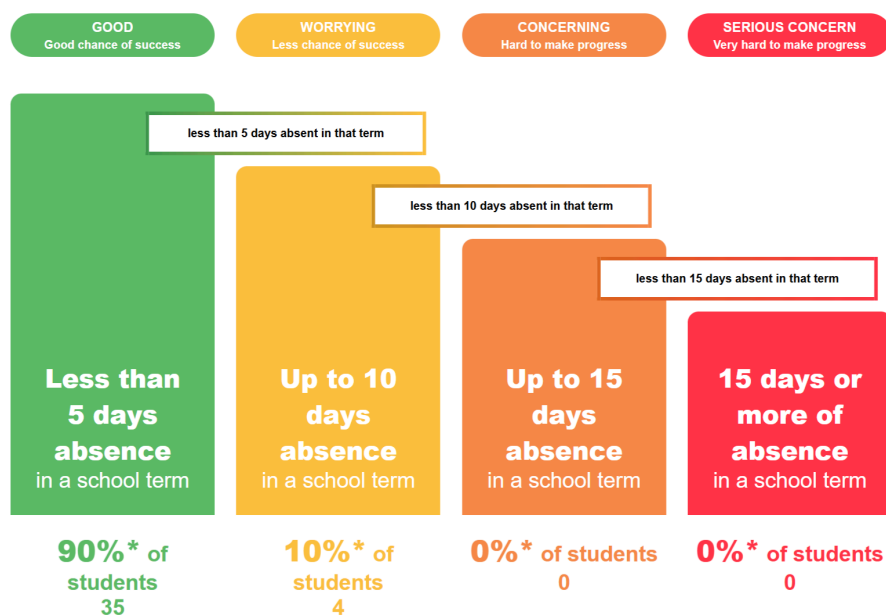 GOOD
Good chance of success
WORRYING
Less chance of success
CONCERNING
Hard to make progress
SERIOUS CONCERN
Very hard to make progress
less than 5 days absent in that term
less than 10 days absent in that term
less than 15 days absent in that term
Less than
5 days
absence
in a school term
Up to 10
days
absence
in a school term
Up to 15
days
absence
in a school term
15 days or
more of
absence
in a school term
90%* of
students
35
10%* of
students
4
0%* of students
0
0%* of students
0